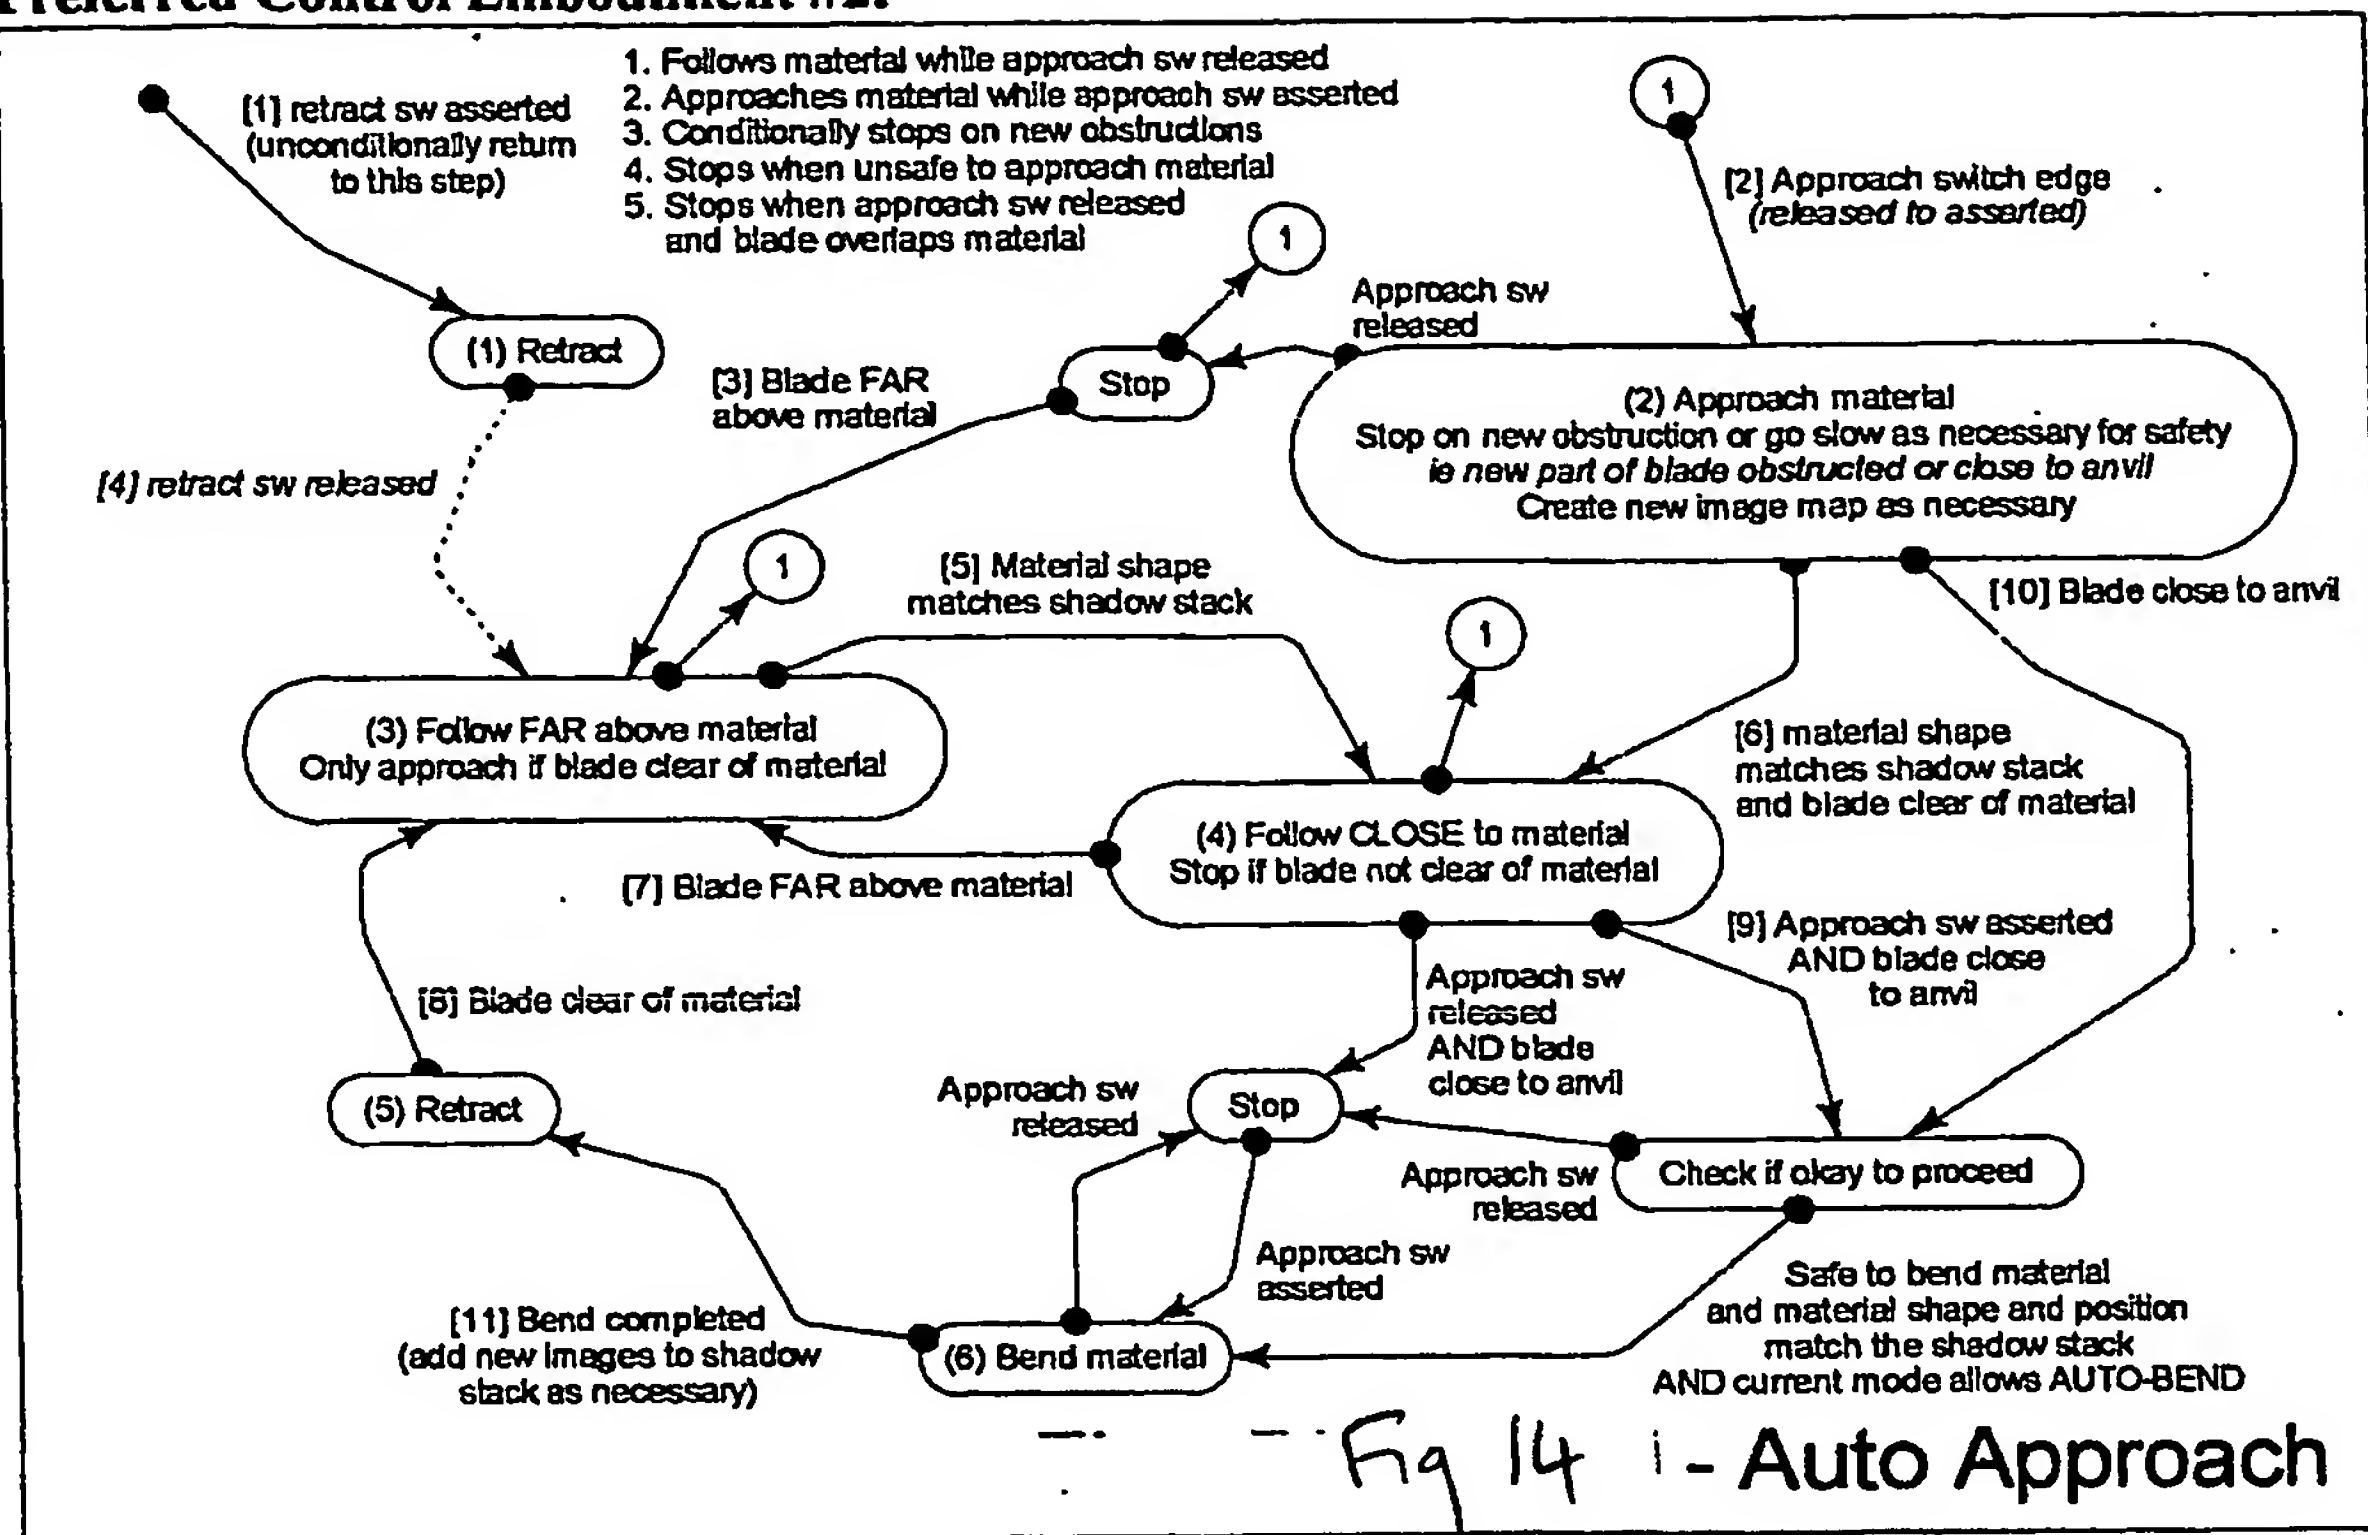 Preferred Control Embodiment #2:
1. Follows material while approach sw released
2. Approaches material while approach sw asserted
3. Conditionally stops on new obstructions
4. Stops when unsafe to approach material
5. Stops when approach sw released
and blade overlaps material
[1] retract sw asserted
(unconditionally return
to this step)
1
[2] Approach switch edge
(released to asserted)
1
Approach sw
released
(1) Retract
[3] Blade FAR
above material
Stop
(2) Approach material
Stop on new obstruction or go slow as necessary for safety
ie new part of blade obstructed or close to anvil
Create new image map as necessary
[4] retract sw released
1
[5] Material shape
matches shadow stack
1
[10] Blade close to anvil
(3) Follow FAR above material
Only approach if blade clear of material
[6] material shape
matches shadow stack
and blade clear of material
(4) Follow CLOSE to material
Stop if blade not clear of material
[7] Blade FAR above material
[9] Approach sw asserted
AND blade close
to anvil
[8] Blade clear of material
Approach sw
released
AND blade
close to anvil
(5) Retract
Approach sw
released
Stop
Approach sw
released
Check if okay to proceed
Approach sw
asserted
Safe to bend material
and material shape and position
match the shadow stack
AND current mode allows AUTO-BEND
[11] Bend completed
(add new images to shadow
stack as necessary)
(6) Bend material
Fig 14 - Auto Approach